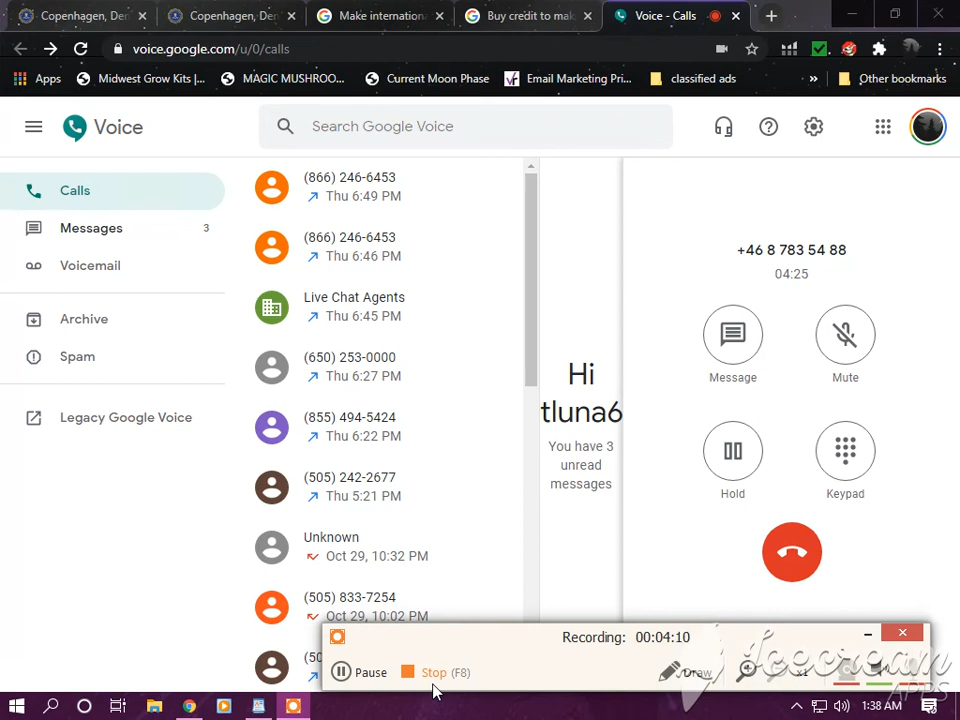 Copenhagen, Den
Copenhagen, Der
Make internation
Buy credit to mak
Voice - Calls
voice.google.com/u/0/calls
Apps
Midwest Grow Kits |...
MAGIC MUSHROO...
Current Moon Phase
Email Marketing Pri...
classified ads
»
Other bookmarks
Voice
Search Google Voice
Calls
Messages
3
Voicemail
Archive
Spam
Legacy Google Voice
(866) 246-6453
Thu 6:49 PM
(866) 246-6453
Thu 6:46 PM
Live Chat Agents
Thu 6:45 PM
(650) 253-0000
Thu 6:27 PM
(855) 494-5424
Thu 6:22 PM
(505) 242-2677
Thu 5:21 PM
Unknown
Oct 29, 10:32 PM
(505) 833-7254
Oct 29, 10:02 PM
(50
Hi
tluna6
You have 3
unread
messages
+46 8 783 54 88
04:25
Message
Mute
Hold
Keypad
Recording: 00:04:10
Pause
Stop (F8)
Draw
x1
Icecream
APPS
1:38 AM